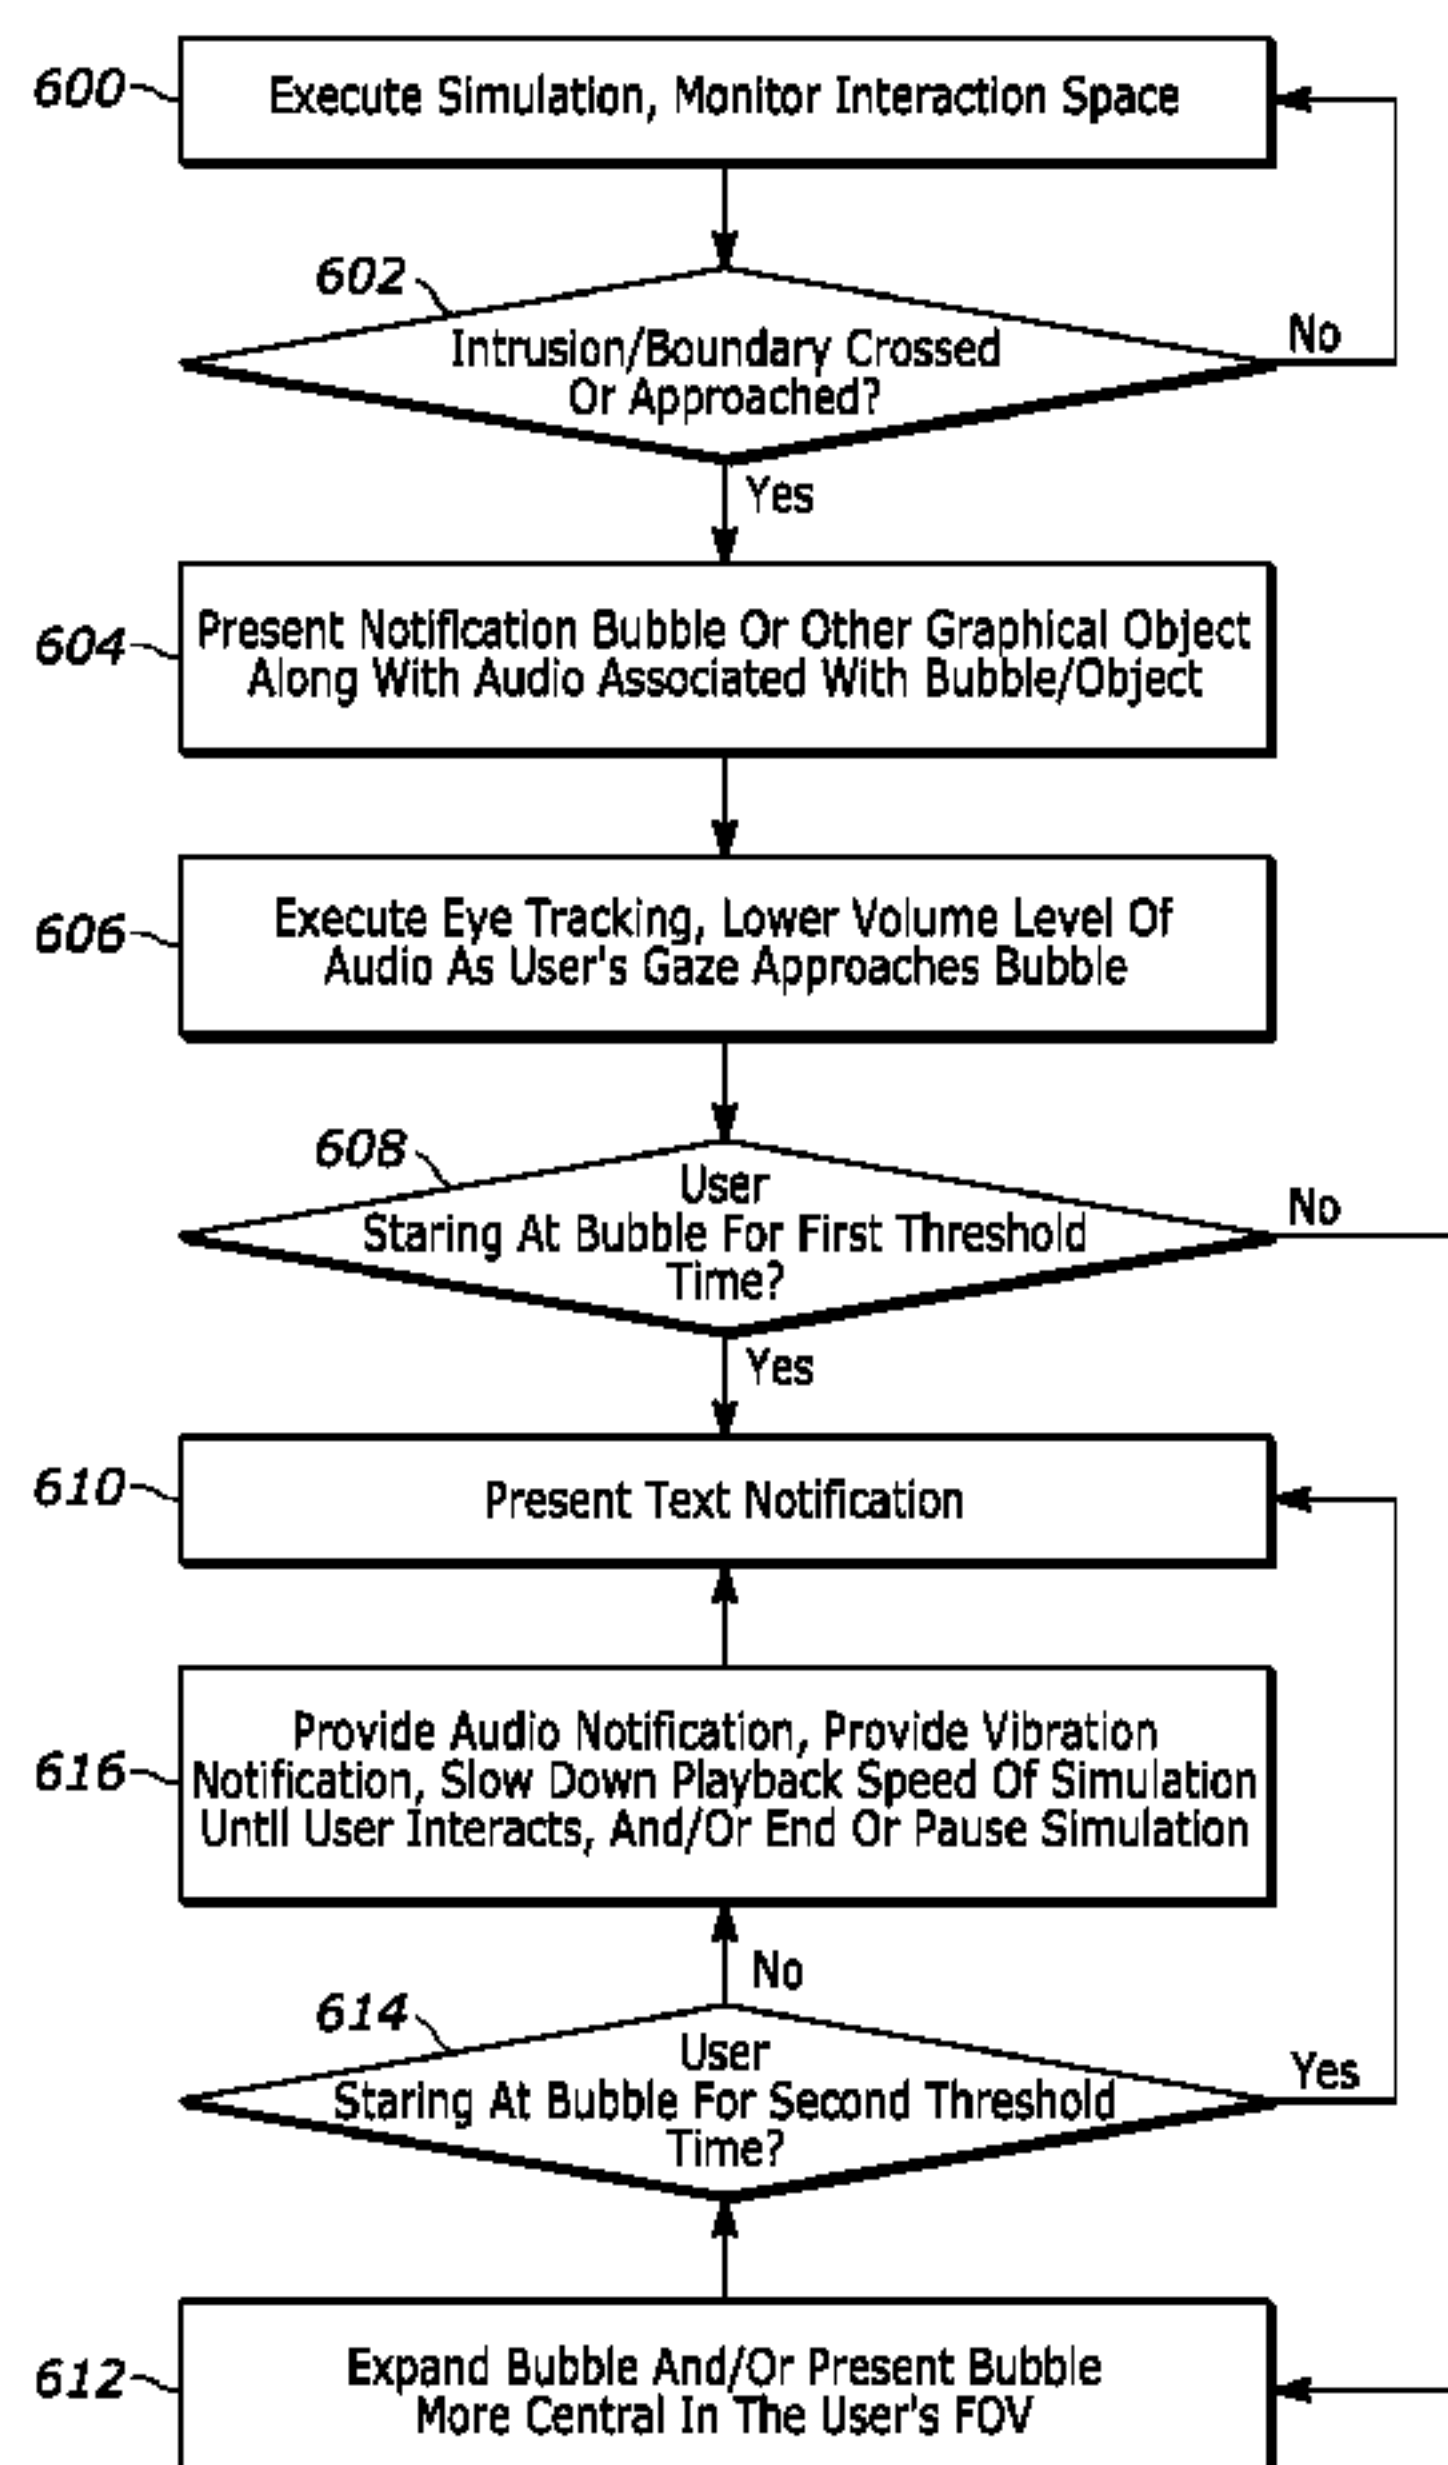 600
Execute Simulation, Monitor Interaction Space
602
Intrusion/Boundary Crossed
Or Approached?
No
Yes
604
Present Notification Bubble Or Other Graphical Object
Along With Audio Associated With Bubble/Object
606
Execute Eye Tracking, Lower Volume Level Of
Audio As User's Gaze Approaches Bubble
608
User
Staring At Bubble For First Threshold
Time?
No
Yes
610
Present Text Notification
616
Provide Audio Notification, Provide Vibration
Notification, Slow Down Playback Speed Of Simulation
Until User Interacts, And/Or End Or Pause Simulation
No
614
User
Staring At Bubble For Second Threshold
Time?
Yes
612
Expand Bubble And/Or Present Bubble
More Central In The User's FOV